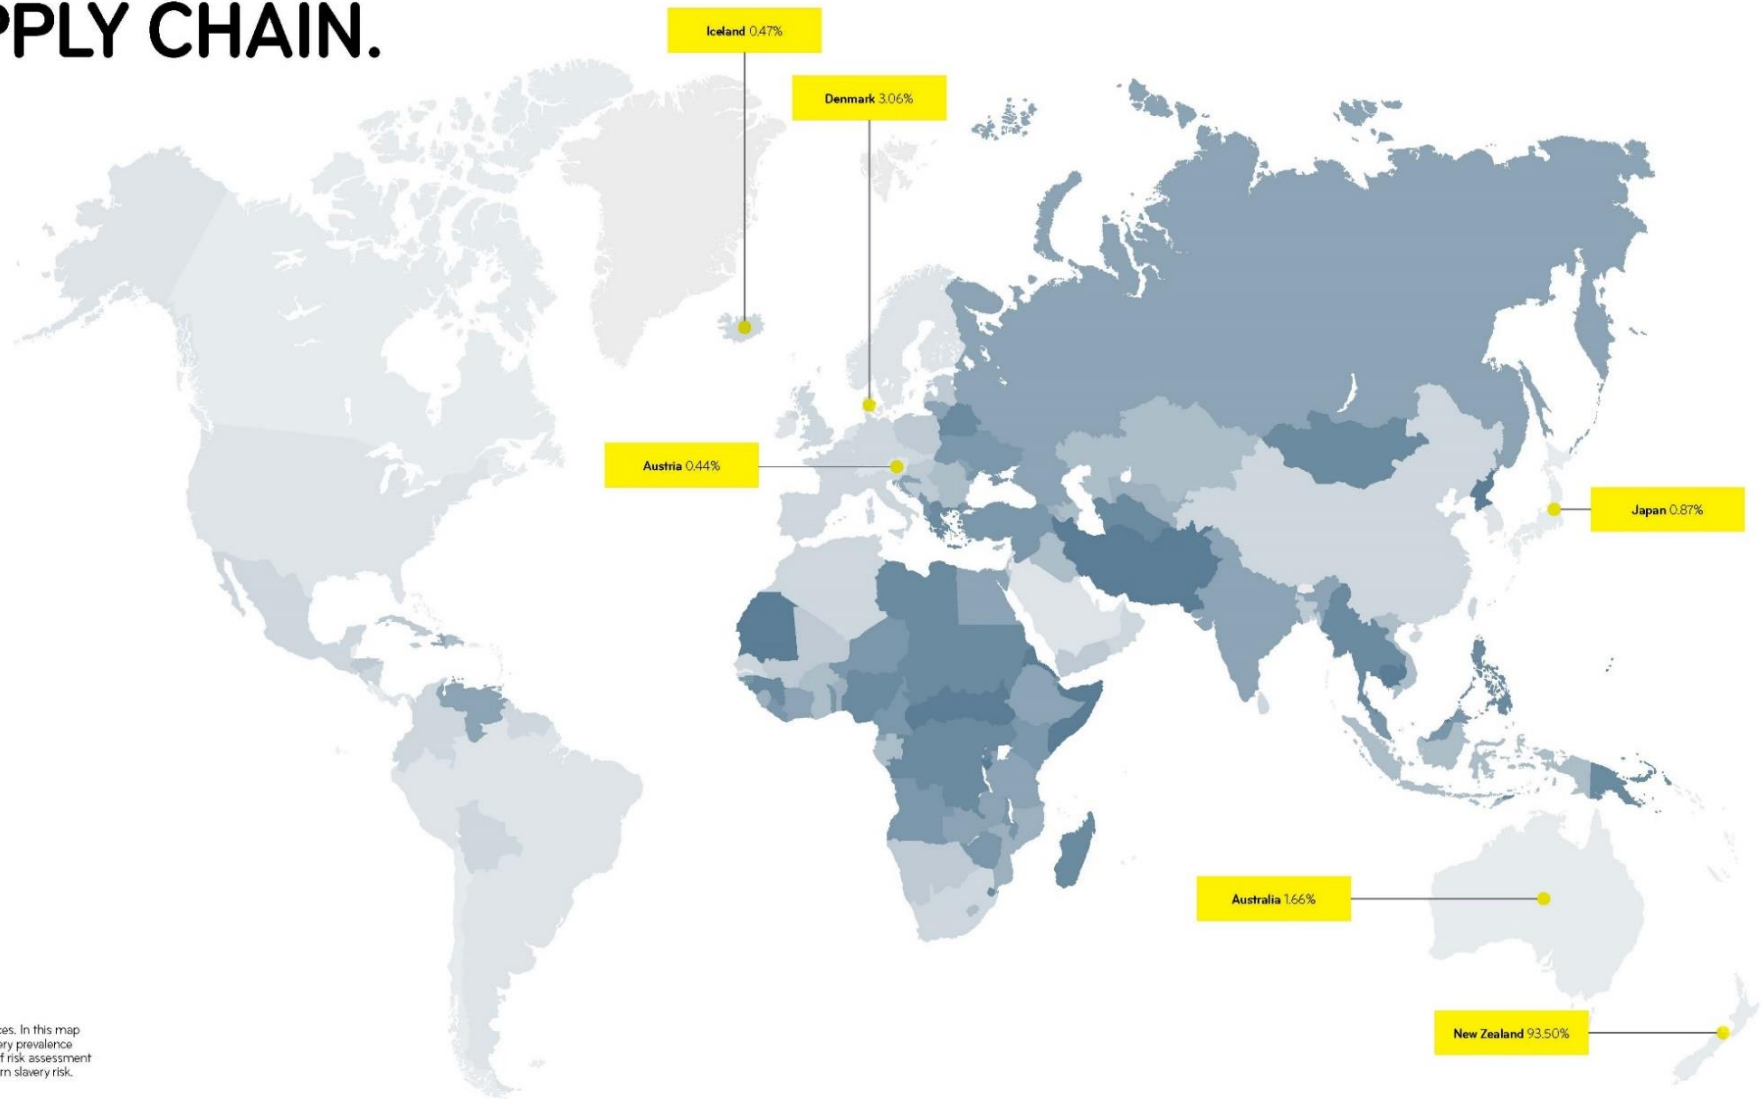 PPLY CHAIN.
Iceland 0.47%
Denmark 3.06%
Austria 0.44%
Japan 0.87%
Australia 1.66%
New Zealand 93.50%
ces. In this map
ery prevalence
f risk assessment
rn slavery risk.